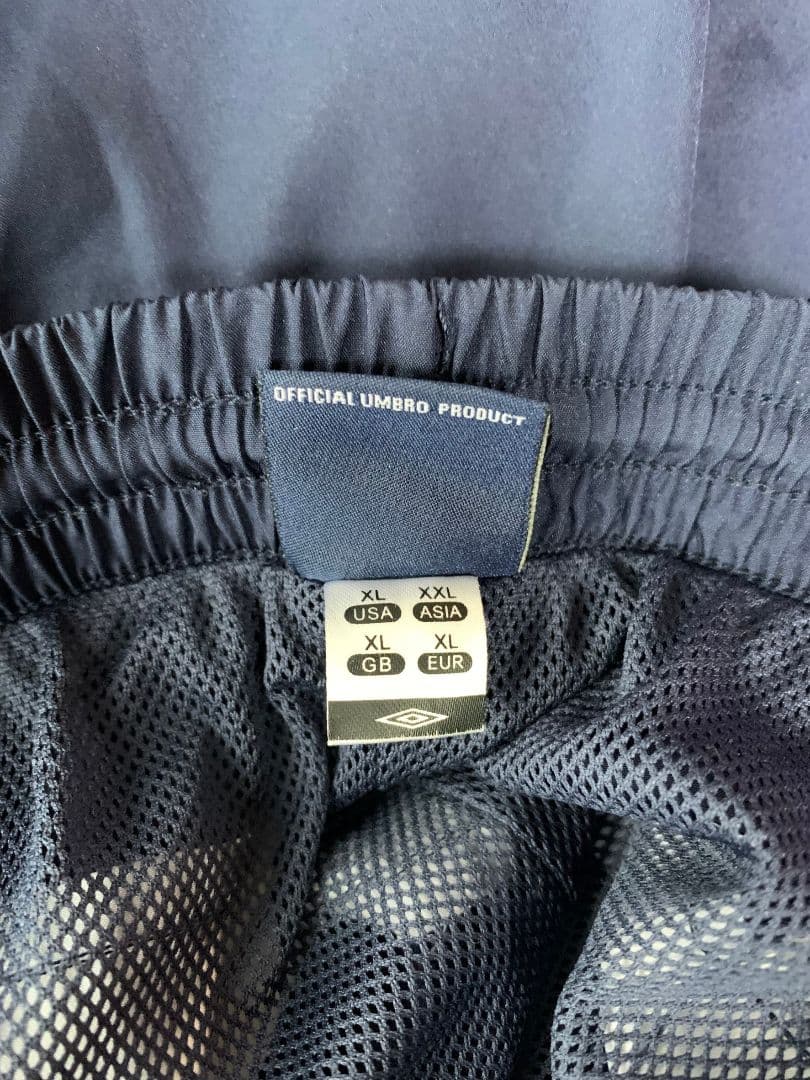 OFFICIAL UMBRO PRODUCT
XL XXL
USA ASIA
XL XL
GB EUR